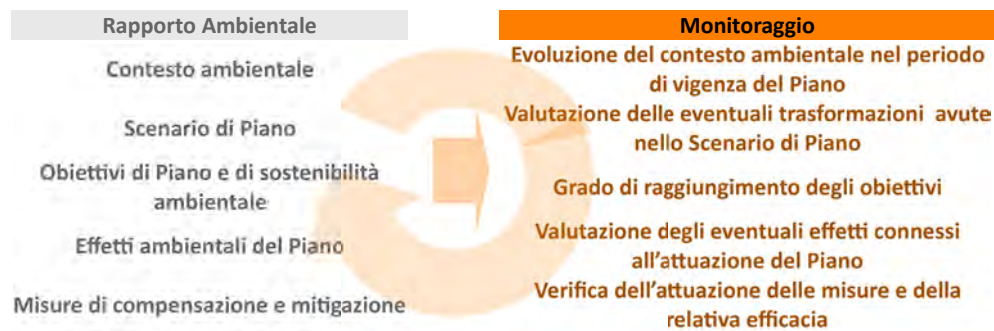 Rapporto Ambientale
Contesto ambientale
Scenario di Piano
Obiettivi di Piano e di sostenibilità
ambientale
Effetti ambientali del Piano
Misure di compensazione e mitigazione
Monitoraggio
Evoluzione del contesto ambientale nel periodo
di vigenza del Piano
Valutazione delle eventuali trasformazioni avute
nello Scenario di Piano
Grado di raggiungimento degli obiettivi
Valutazione degli eventuali effetti connessi
all'attuazione del Piano
Verifica dell'attuazione delle misure e della
relativa efficacia